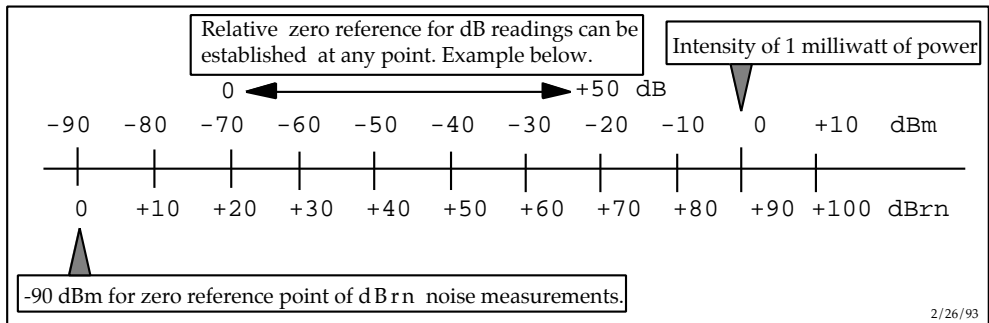 Relative zero reference for dB readings can be
established at any point. Example below.
Intensity of 1 milliwatt of power
0 +50 dB
-90 -80 -70 -60 -50 -40 -30 -20 -10 0 +10 dBm
0 +10 +20 +30 +40 +50 +60 +70 +80 +90 +100 dBrn
-90 dBm for zero reference point of dBrn noise measurements.
2/26/93